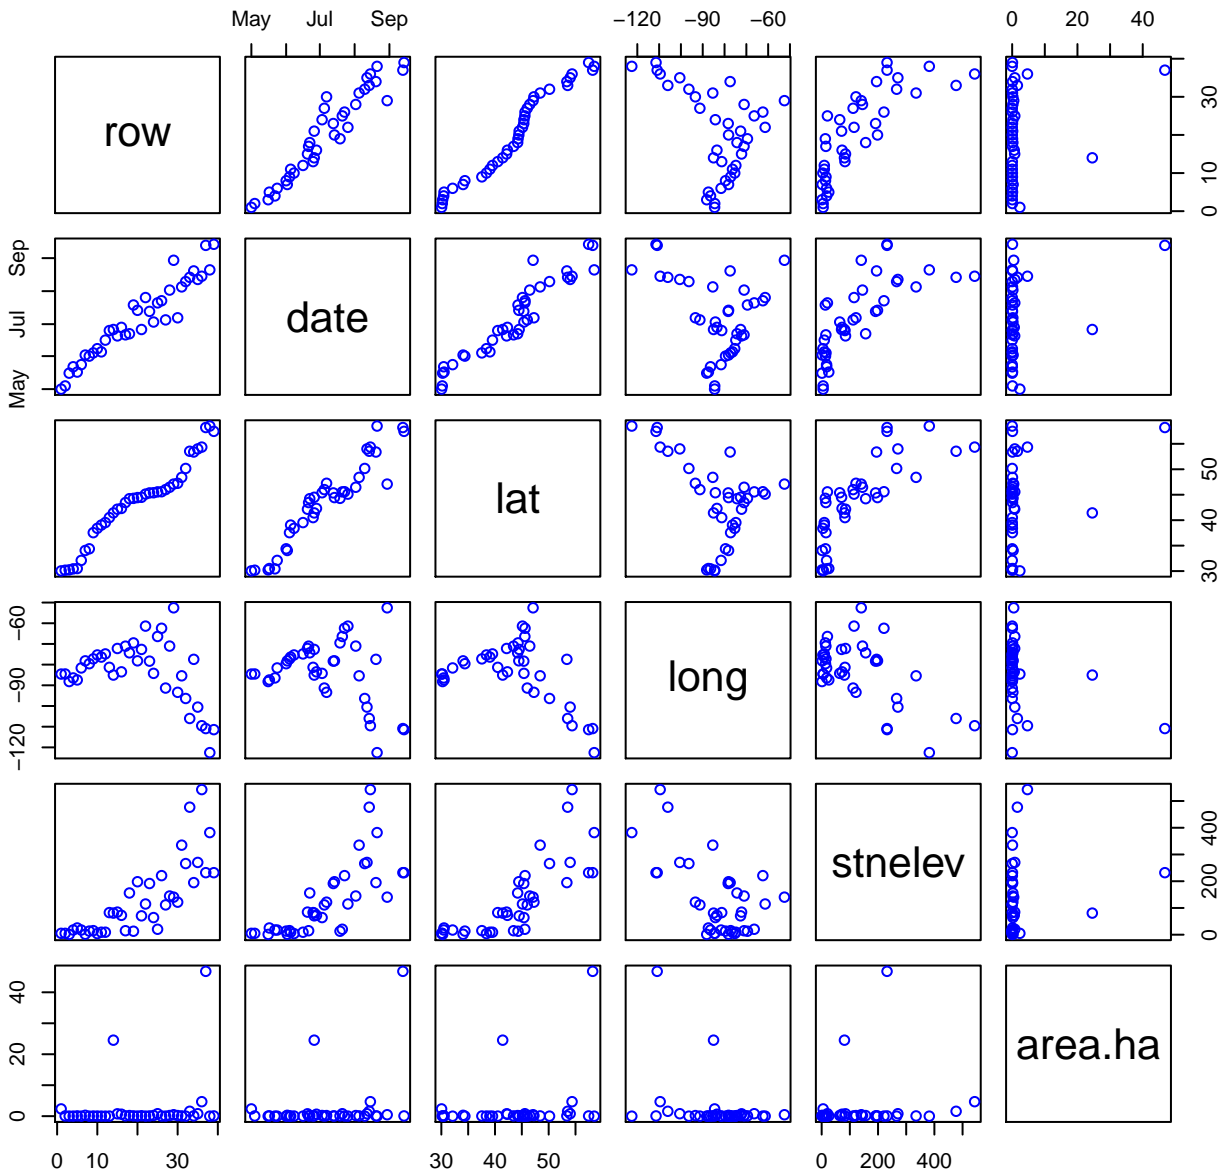 May Jul Sep −120 −90 −60 0 20 40
row 0 10 30
May Jul Sep date
lat 30 40 50
−120 −90 −60 long
stnelev 0 200 400
0 20 40 area.ha
0 10 30 30 40 50 0 200 400